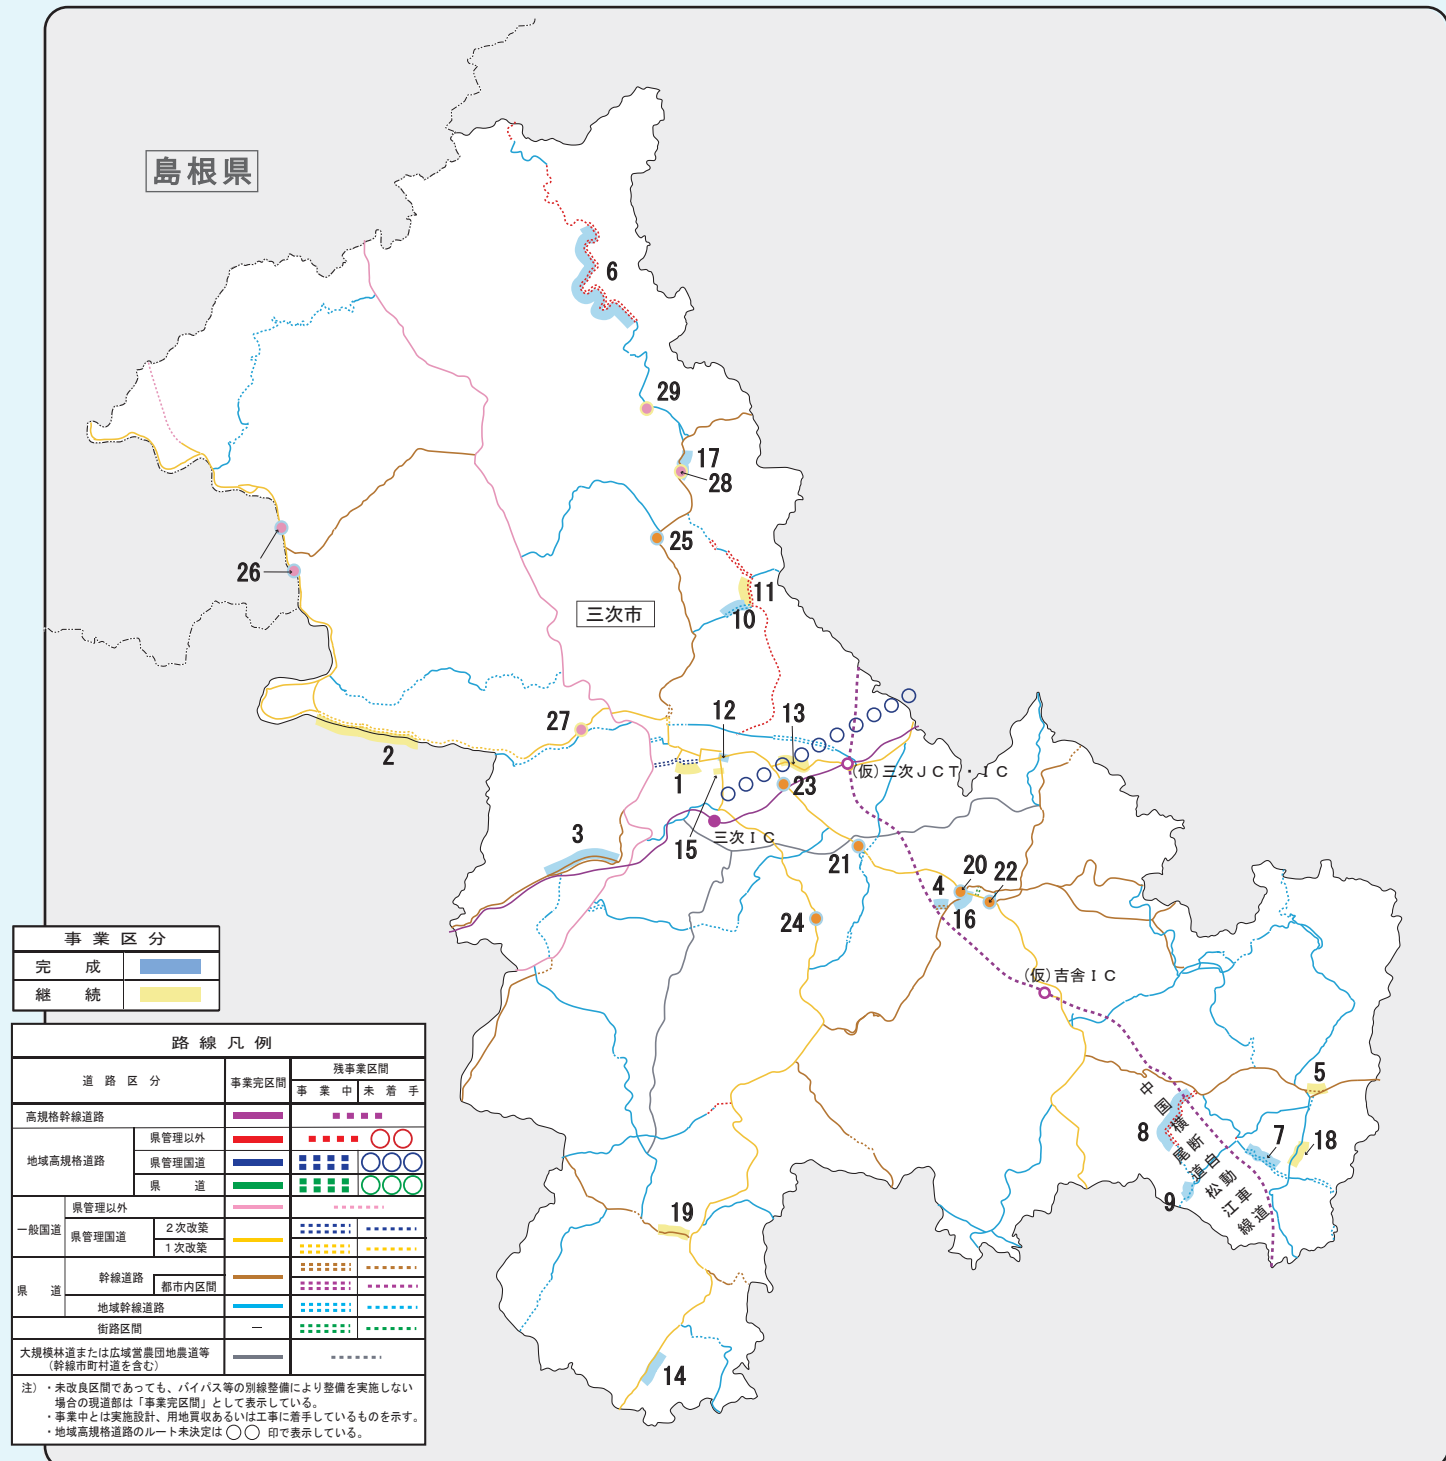 島根県
6
29
17
28
25
26
11
三次市
10
12
13
27
2
1
(仮)三次JCT・IC
23
3
15
三次IC
21
20
4
22
16
24
(仮)吉舎IC
5
8
7
18
9
中国横断自動車道
尾道松江線
19
14
事業区分
完成
継続
路線凡例
道路区分
事業完区間
残事業区間
事業中
未着手
高規格幹線道路
地域高規格道路
県管理以外
県管理国道
県道
一般国道
県管理以外
県管理国道
2次改築
1次改築
県道
幹線道路
都市内区間
地域幹線道路
街路区間
―
大規模林道または広域営農団地農道等
(幹線市町村道を含む)
注)・未改良区間であっても、バイパス等の別線整備により整備を実施しない
場合の現道部は「事業完区間」として表示している。
・事業中とは実施設計、用地買収あるいは工事に着手しているものを示す。
・地域高規格道路のルート未決定は○○印で表示している。